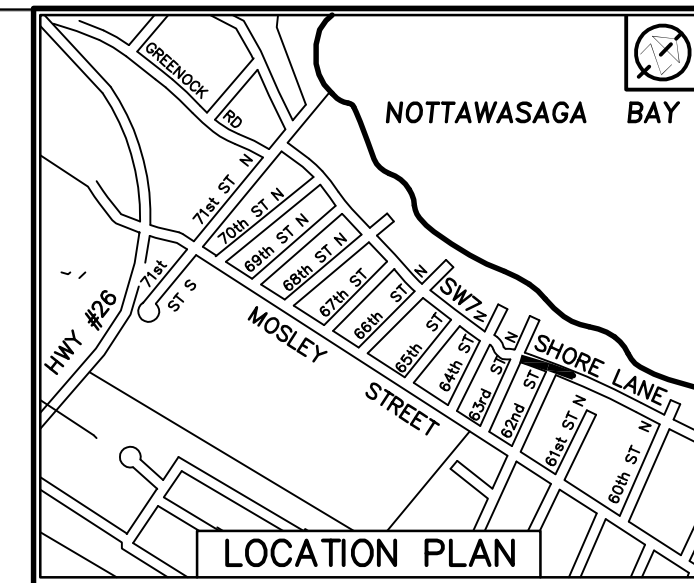 GREENOCK
RD
NOTTAWASAGA BAY
71st ST N
70th ST N
69th ST N
68th ST N
67th ST
66th ST N
65th ST
64th ST N
63rd ST N
62nd ST
61st ST N
60th ST N
SW7
SHORE LANE
71st
ST S
HWY #26
MOSLEY
STREET
LOCATION PLAN